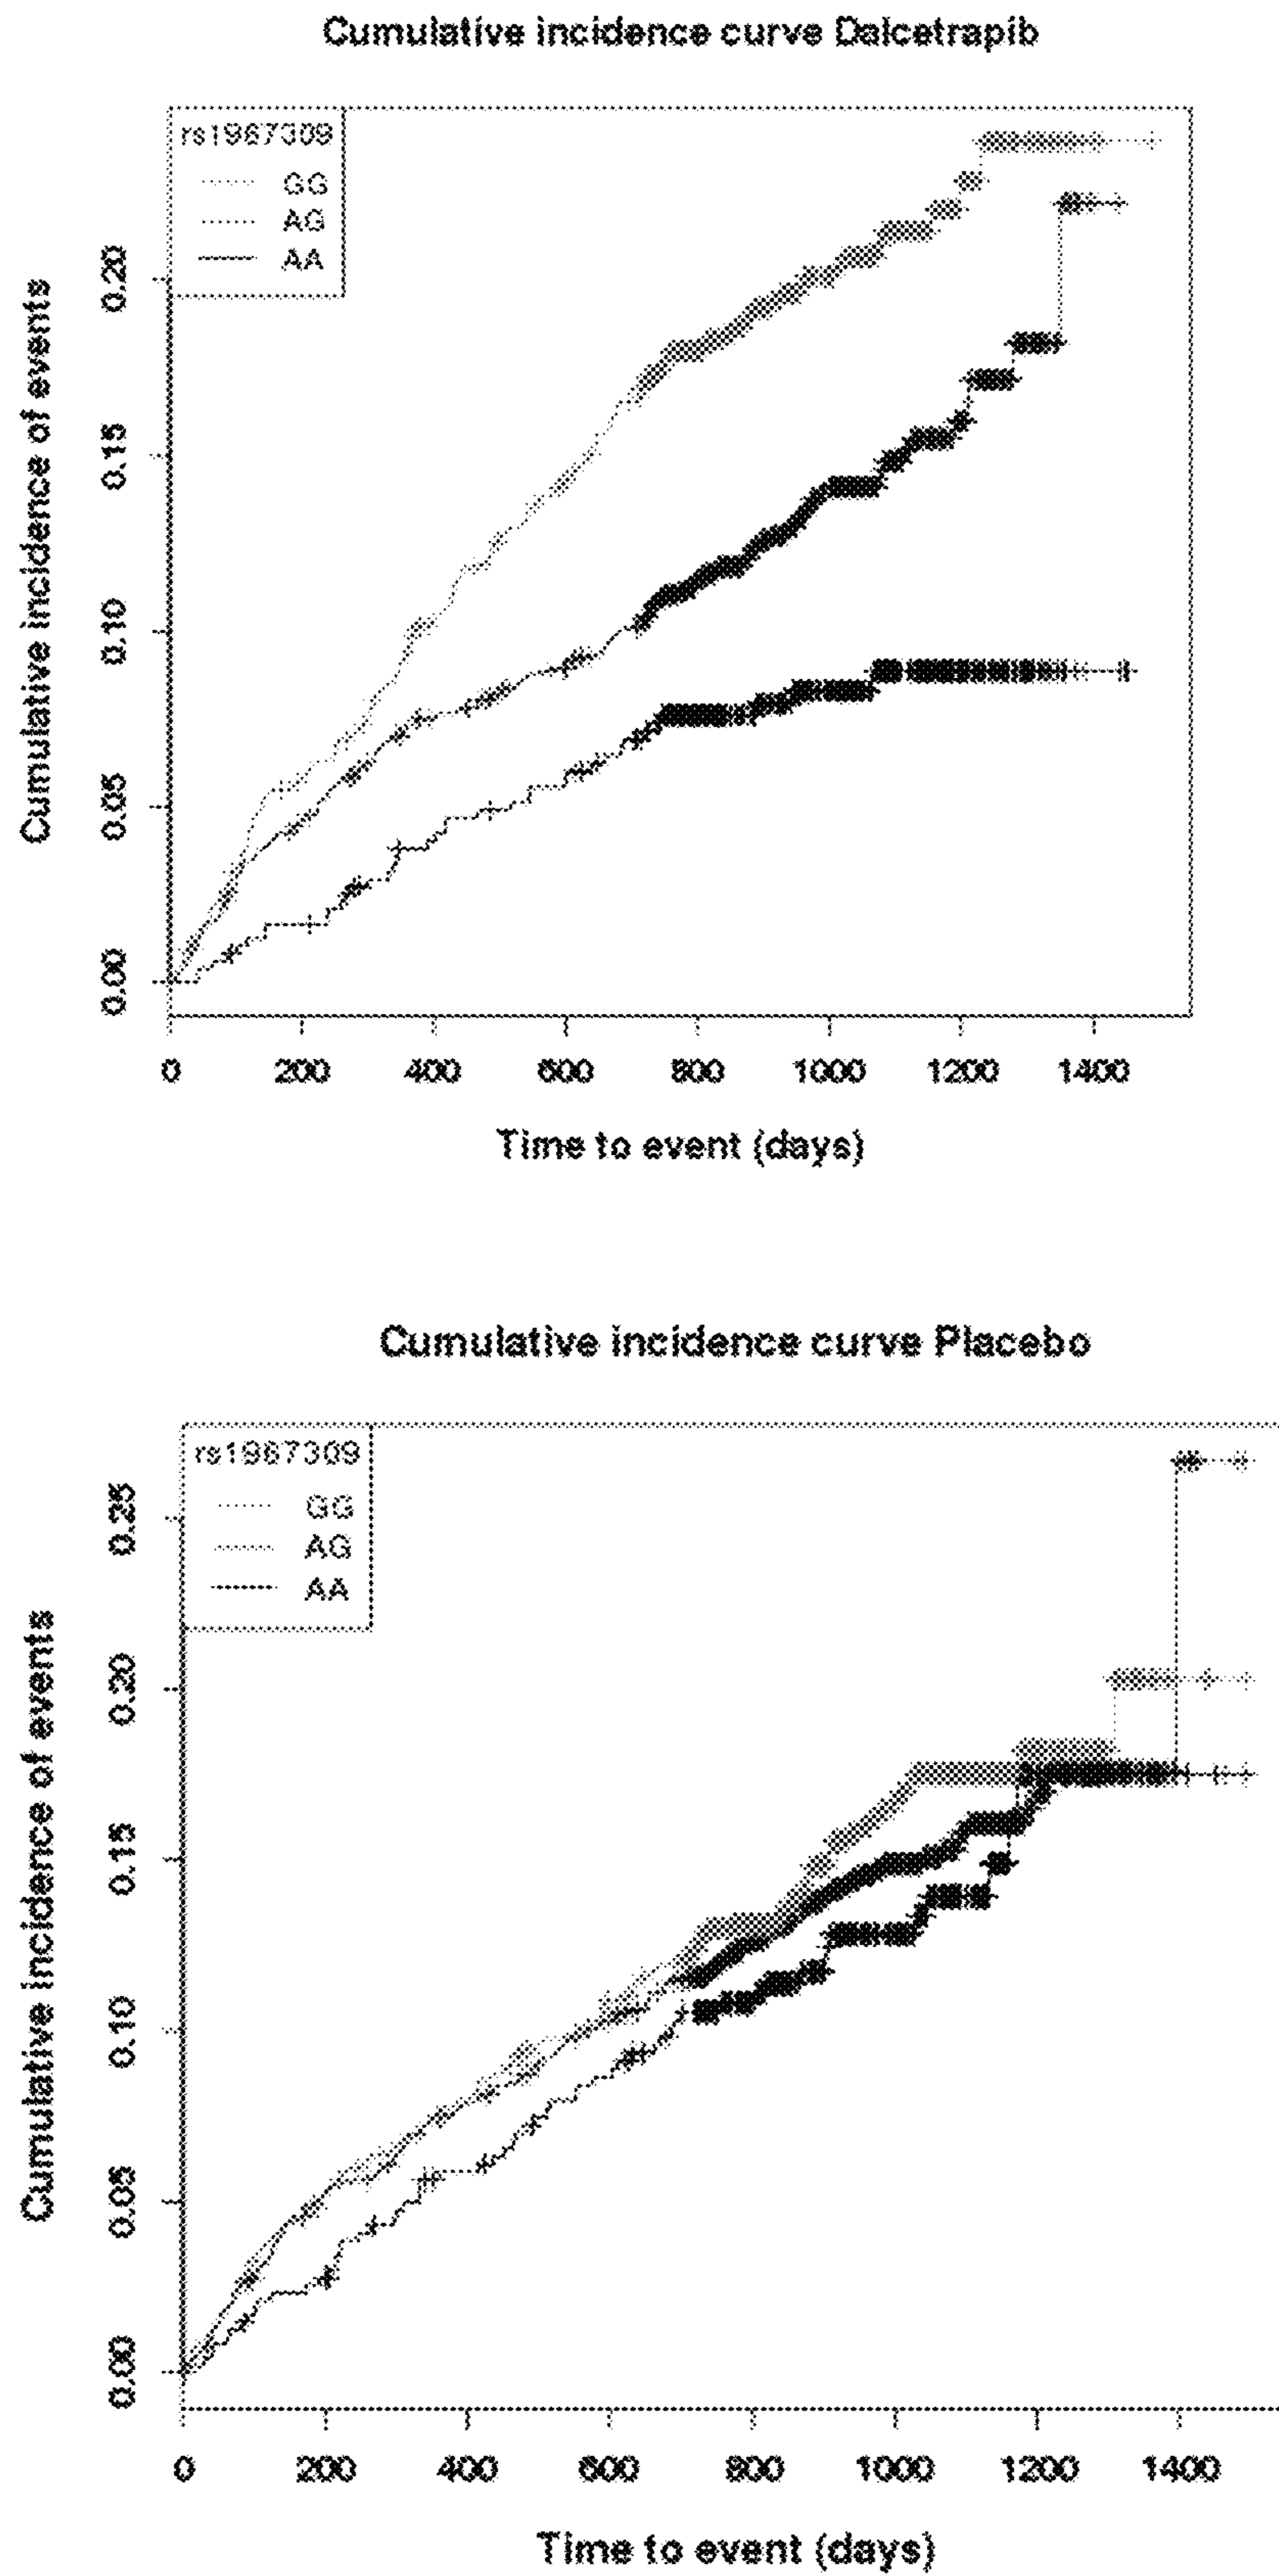 Cumulative incidence curve Dalcetrapib
rs1967309
GG
AG
AA
Cumulative incidence of events
0.20
0.15
0.10
0.05
0.00
0 200 400 600 800 1000 1200 1400
Time to event (days)
Cumulative incidence curve Placebo
rs1967309
GG
AG
AA
Cumulative incidence of events
0.25
0.20
0.15
0.10
0.05
0.00
0 200 400 600 800 1000 1200 1400
Time to event (days)